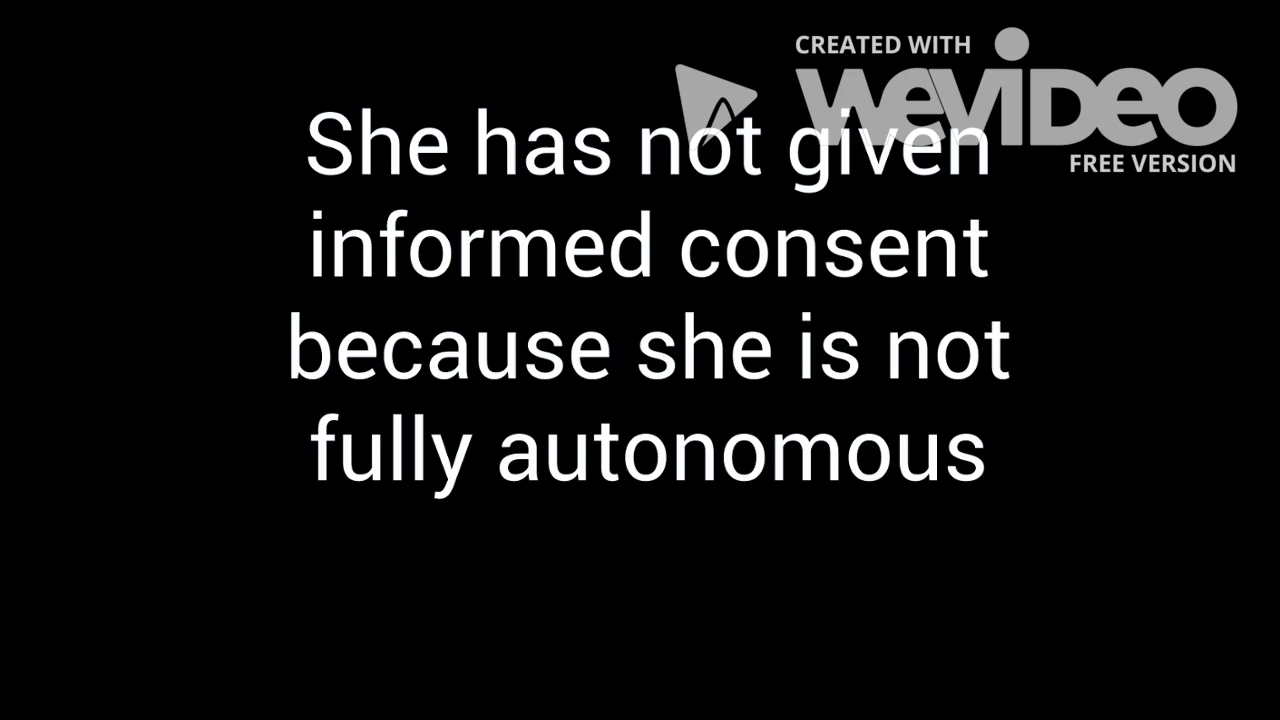 CREATED WITH
WEVIDEO
FREE VERSION
She has not given
informed consent
because she is not
fully autonomous